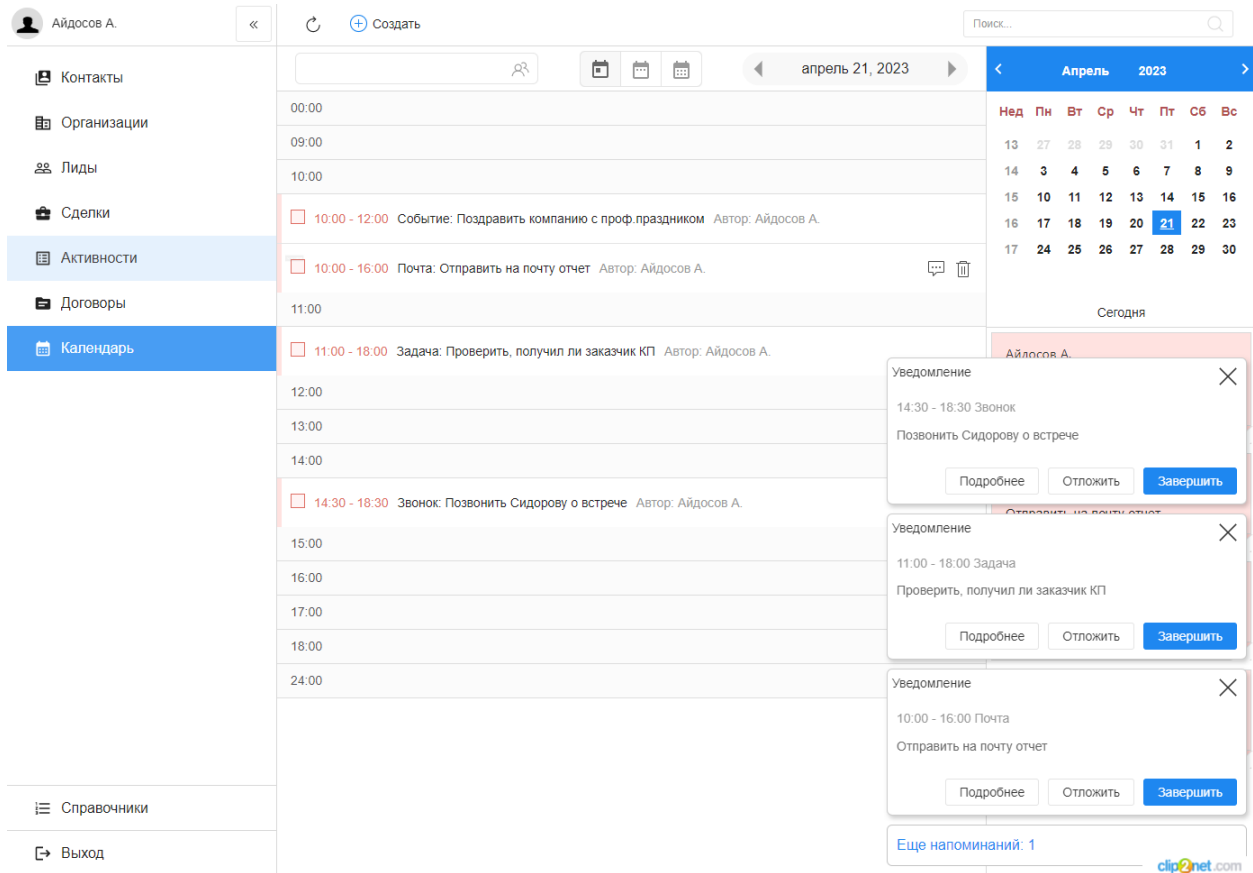 Айдосов А.
«
Создать
Поиск...
Контакты
Организации
Лиды
Сделки
Активности
Договоры
Календарь
Справочники
Выход
апрель 21, 2023
00:00
09:00
10:00
10:00 - 12:00 Событие: Поздравить компанию с проф.праздником Автор: Айдосов А.
10:00 - 16:00 Почта: Отправить на почту отчет Автор: Айдосов А.
11:00
11:00 - 18:00 Задача: Проверить, получил ли заказчик КП Автор: Айдосов А.
12:00
13:00
14:00
14:30 - 18:30 Звонок: Позвонить Сидорову о встрече Автор: Айдосов А.
15:00
16:00
17:00
18:00
24:00
Апрель 2023
Нед Пн Вт Ср Чт Пт Сб Вс
13 27 28 29 30 31 1 2
14 3 4 5 6 7 8 9
15 10 11 12 13 14 15 16
16 17 18 19 20 21 22 23
17 24 25 26 27 28 29 30
Сегодня
Айдосов А.
Уведомление
14:30 - 18:30 Звонок
Позвонить Сидорову о встрече
Подробнее Отложить Завершить
Отправить на почту отчет
Уведомление
11:00 - 18:00 Задача
Проверить, получил ли заказчик КП
Подробнее Отложить Завершить
Уведомление
10:00 - 16:00 Почта
Отправить на почту отчет
Подробнее Отложить Завершить
Еще напоминаний: 1
clip2net.com